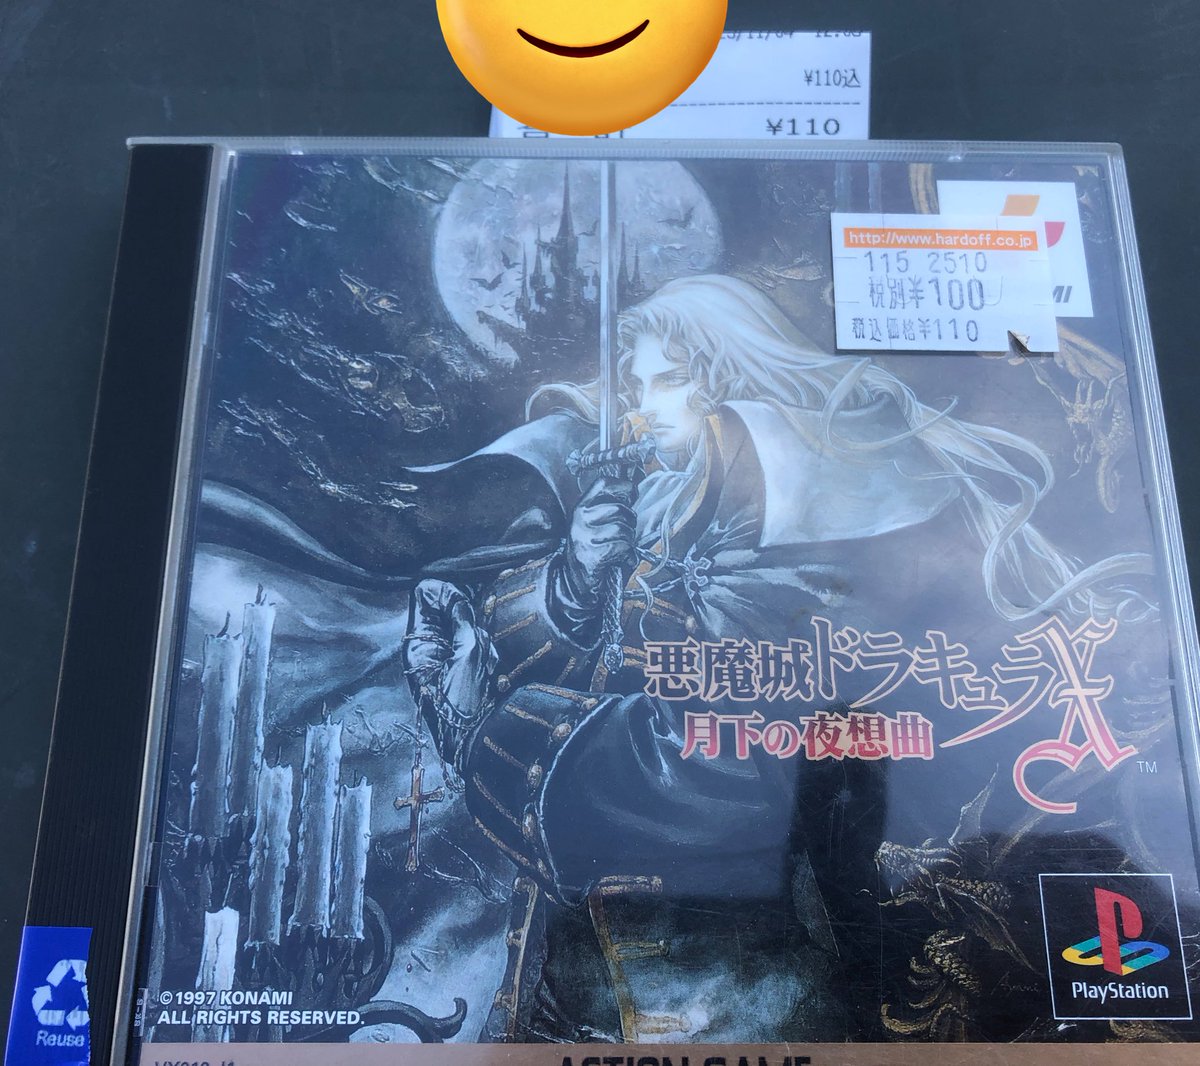 ¥110込
¥110
http://www.hardoff.co.jp
115 2510
税別¥100
税込価格¥110
悪魔城ドラキュラX
月下の夜想曲
TM
PlayStation
©1997 KONAMI
ALL RIGHTS RESERVED.
Reuse
ACTION GAME